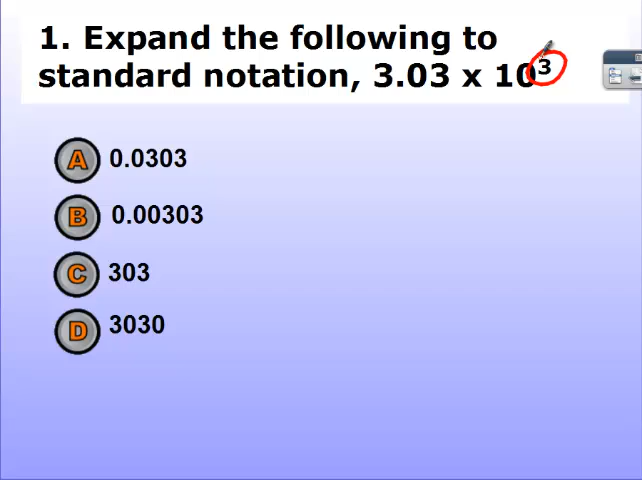 1. Expand the following to
standard notation, 3.03 x 10³
A 0.0303
B 0.00303
C 303
D 3030